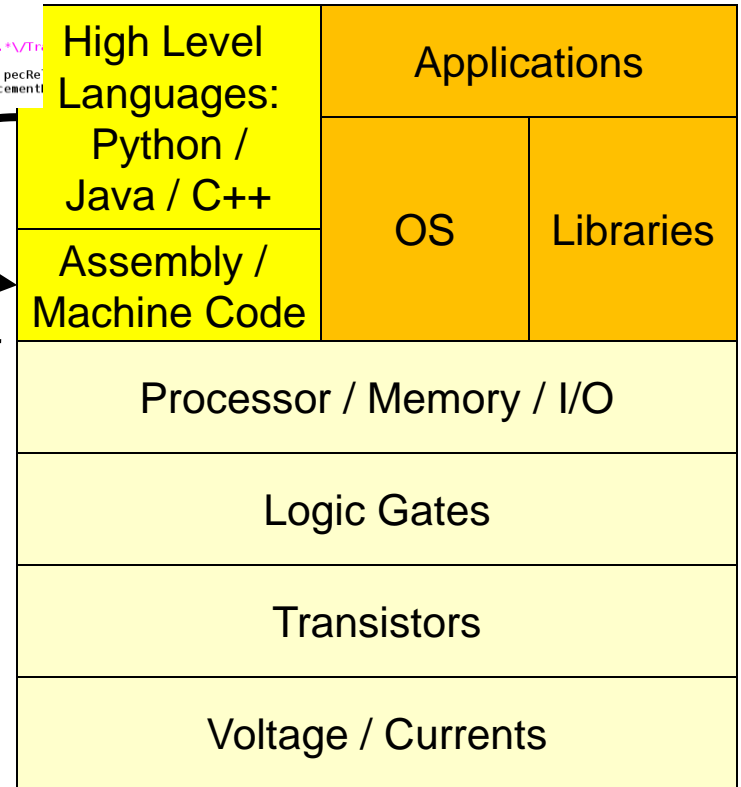 High Level
Languages:
Python /
Java / C++
Applications
OS
Libraries
Assembly /
Machine Code
Processor / Memory / I/O
Logic Gates
Transistors
Voltage / Currents